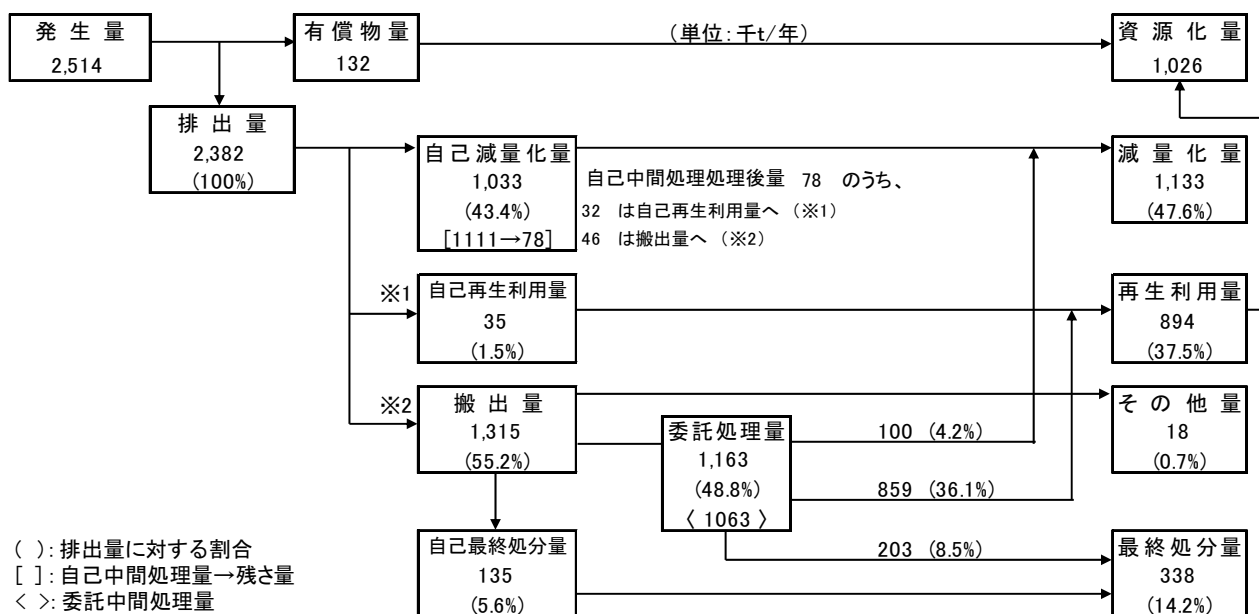 発生量
2,514
有償物量
132
(単位：千t/年)
資源化量
1,026
排出量
2,382
(100%)
自己減量化量
1,033
(43.4%)
[1111→78]
自己中間処理処理後量 78 のうち、
32 は自己再生利用量へ (※1)
46 は搬出量へ (※2)
減量化量
1,133
(47.6%)
※1
自己再生利用量
35
(1.5%)
再生利用量
894
(37.5%)
※2
搬出量
1,315
(55.2%)
委託処理量
1,163
(48.8%)
〈 1063 〉
100 (4.2%)
859 (36.1%)
203 (8.5%)
その他量
18
(0.7%)
自己最終処分量
135
(5.6%)
最終処分量
338
(14.2%)
( )：排出量に対する割合
[ ]：自己中間処理量→残さ量
< >：委託中間処理量